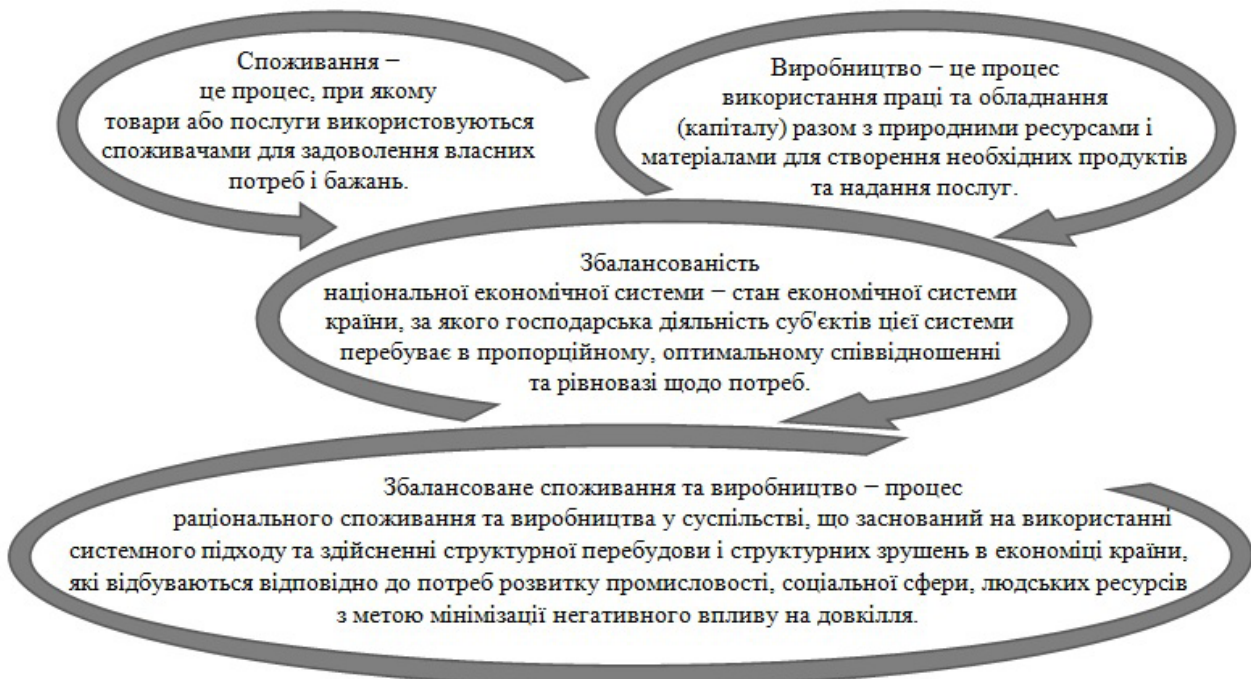 Споживання −
це процес, при якому
товари або послуги використовуються
споживачами для задоволення власних
потреб і бажань.
Виробництво − це процес
використання праці та обладнання
(капіталу) разом з природними ресурсами і
матеріалами для створення необхідних продуктів
та надання послуг.
Збалансованість
національної економічної системи − стан економічної системи
країни, за якого господарська діяльність суб'єктів цієї системи
перебуває в пропорційному, оптимальному співвідношенні
та рівновазі щодо потреб.
Збалансоване споживання та виробництво − процес
раціонального споживання та виробництва у суспільстві, що заснований на використанні
системного підходу та здійсненні структурної перебудови і структурних зрушень в економіці країни,
які відбуваються відповідно до потреб розвитку промисловості, соціальної сфери, людських ресурсів
з метою мінімізації негативного впливу на довкілля.